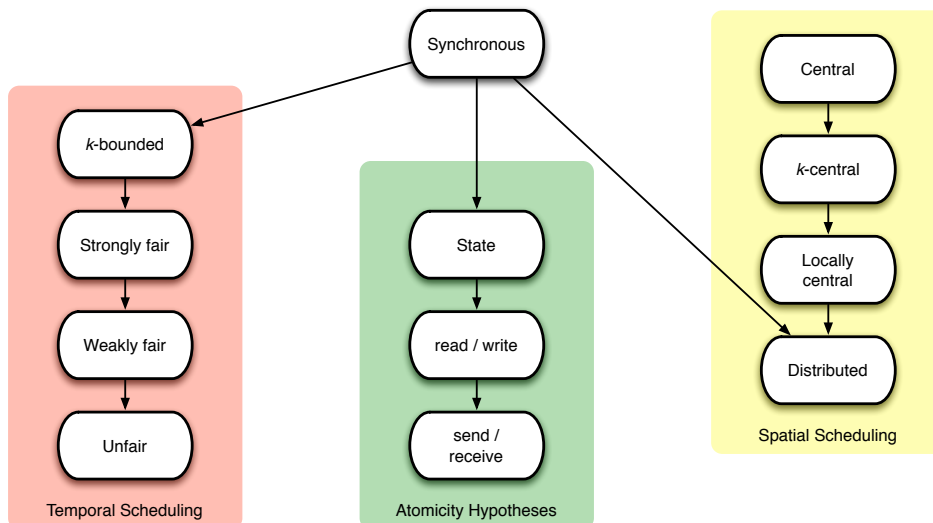 Synchronous
k-bounded
Strongly fair
Weakly fair
Unfair
Temporal Scheduling
State
read / write
send /
receive
Atomicity Hypotheses
Central
k-central
Locally
central
Distributed
Spatial Scheduling